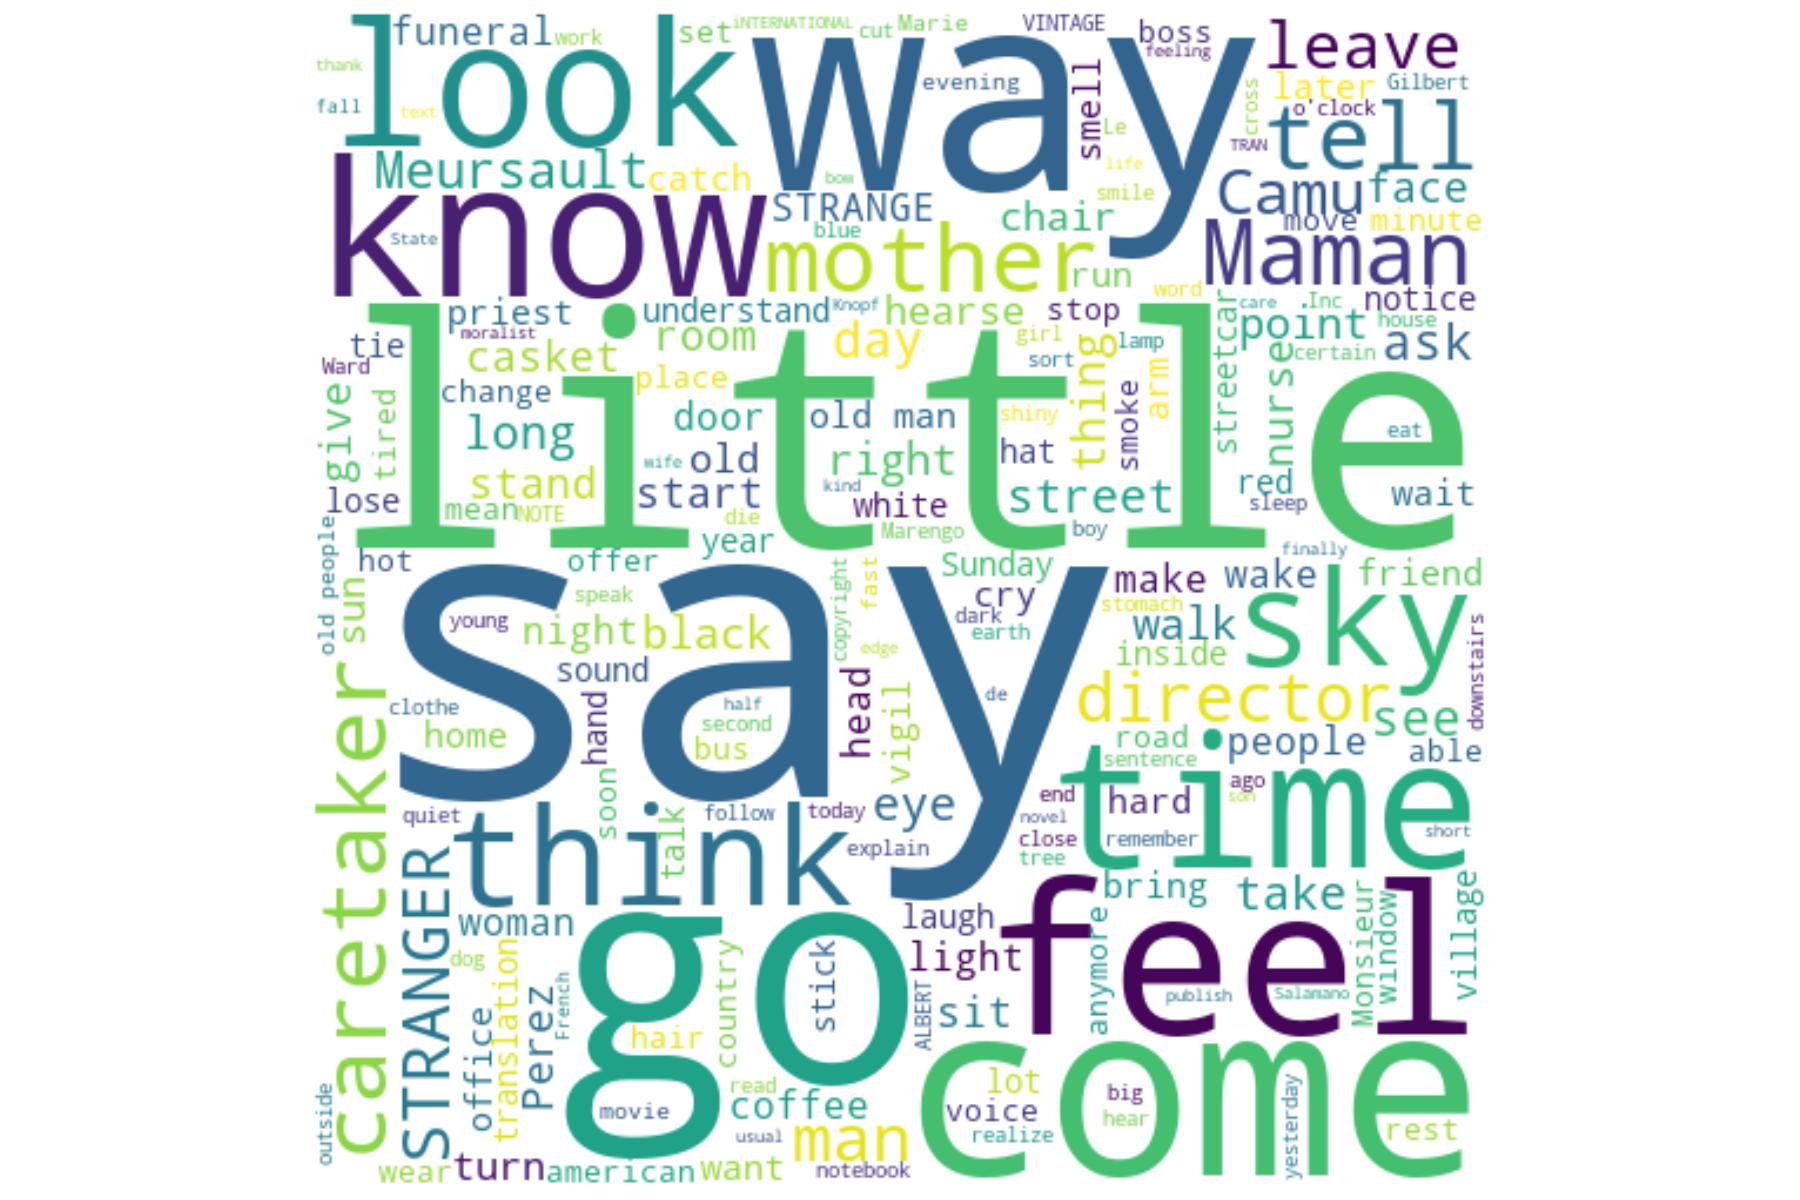 funeral
work
look
set
iNTERNATIONAL
cut
Marie
way
VINTAGE
boss
feeling
leave
thank
fall
text
evening
smell
cross
later
Gilbert
o'clock
tell
TRAN
Le
life
smile
Meursault
catch
bow
STRANGE
Camu
face
know
State
blue
chair
move
minute
mother
run
Maman
word
priest
moralist
understand
Knopf
hearse
stop
care
.Inc
notice
tie
Ward
casket
room
day
girl
sort
thing
lamp
streetcar
point
house
certain
ask
little
change
place
give
tired
long
door
old man
shiny
smoke
arm
nurse
eat
stand
wife
old
right
hat
lose
mean
NOTE
start
kind
white
street
red
sleep
wait
die
year
Marengo
boy
old people
hot
offer
copyright
fast
Sunday
finally
sun
speak
cry
make
wake
friend
say
young
night
black
dark
earth
stomach
walk
sky
edge
inside
downstairs
sound
clothe
home
hand
half
second
bus
head
vigil
de
director
see
road
sentence
people
able
caretaker
quiet
soon
talk
follow
today
eye
end
hard
ago
son
time
think
explain
novel
close
tree
remember
short
STRANGER
woman
laugh
bring
take
dog
go
light
feel
anymore
Monsieur
window
village
office
translation
Perez
French
hair
country
stick
ALBERT
sit
publish
Salamano
outside
movie
read
coffee
come
lot
voice
realize
big
hear
yesterday
rest
usual
man
wear
turn
american
want
notebook